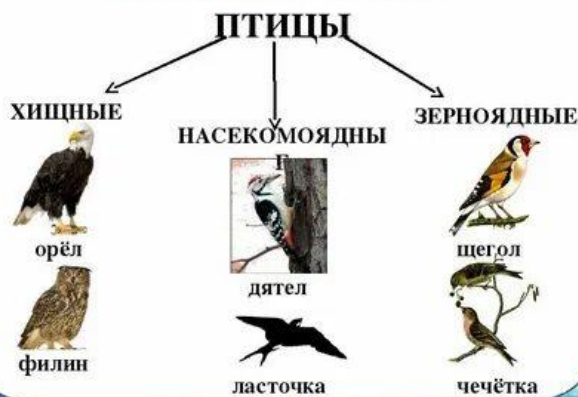 ПТИЦЫ
ХИЩНЫЕ
орёл
филин
НАСЕКОМОЯДНЫ
Е
дятел
ласточка
ЗЕРНОЯДНЫЕ
щегол
чечётка